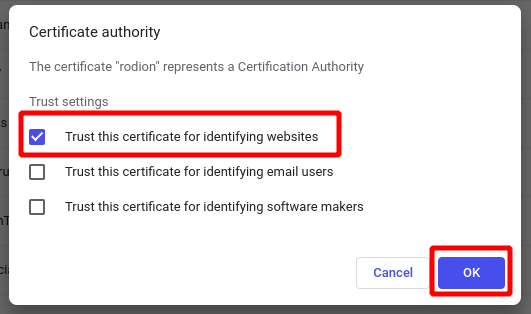 Certificate authority
The certificate "rodion" represents a Certification Authority
Trust settings
Trust this certificate for identifying websites
Trust this certificate for identifying email users
Trust this certificate for identifying software makers
Cancel
OK